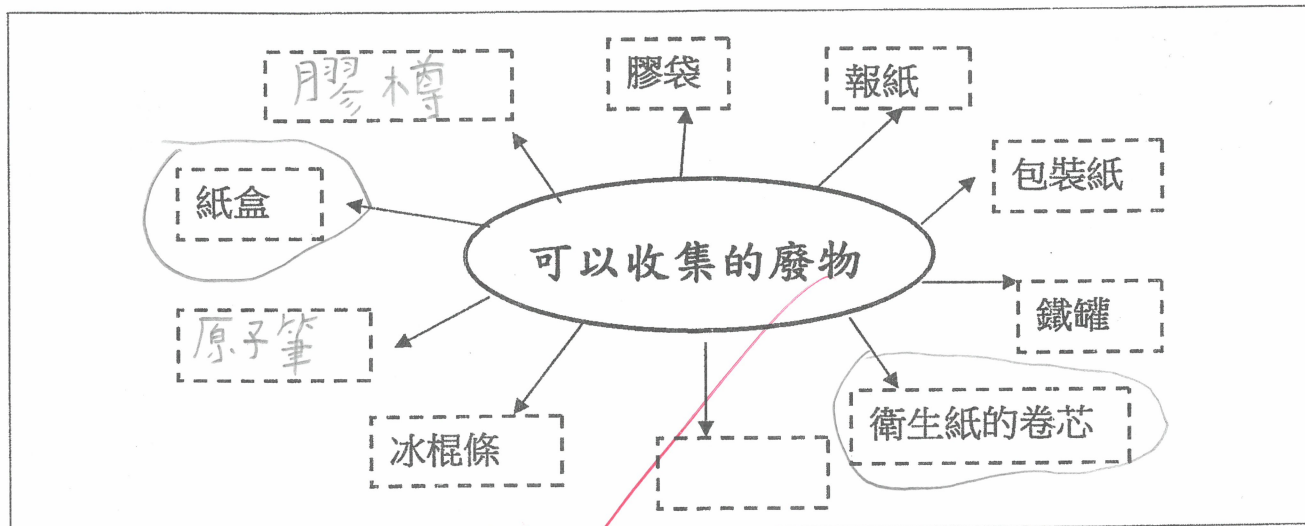 膠樽
膠袋
報紙
紙盒
包裝紙
可以收集的廢物
鐵罐
原子筆
衛生紙的卷芯
冰棍條